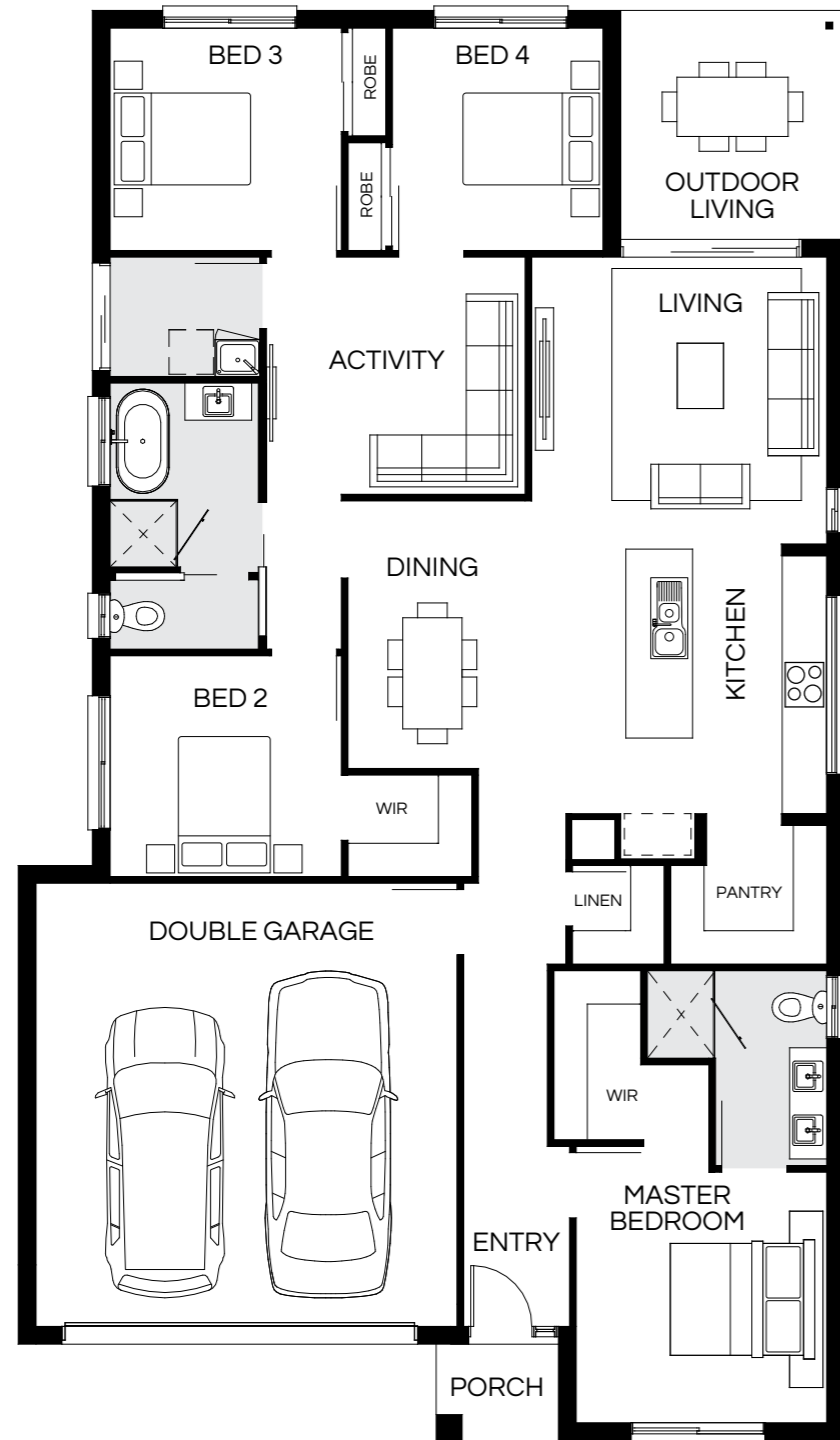 BED 3
ROBE
BED 4
ROBE
OUTDOOR
LIVING
LIVING
ACTIVITY
DINING
KITCHEN
BED 2
WIR
LINEN
PANTRY
DOUBLE GARAGE
WIR
MASTER
BEDROOM
ENTRY
PORCH